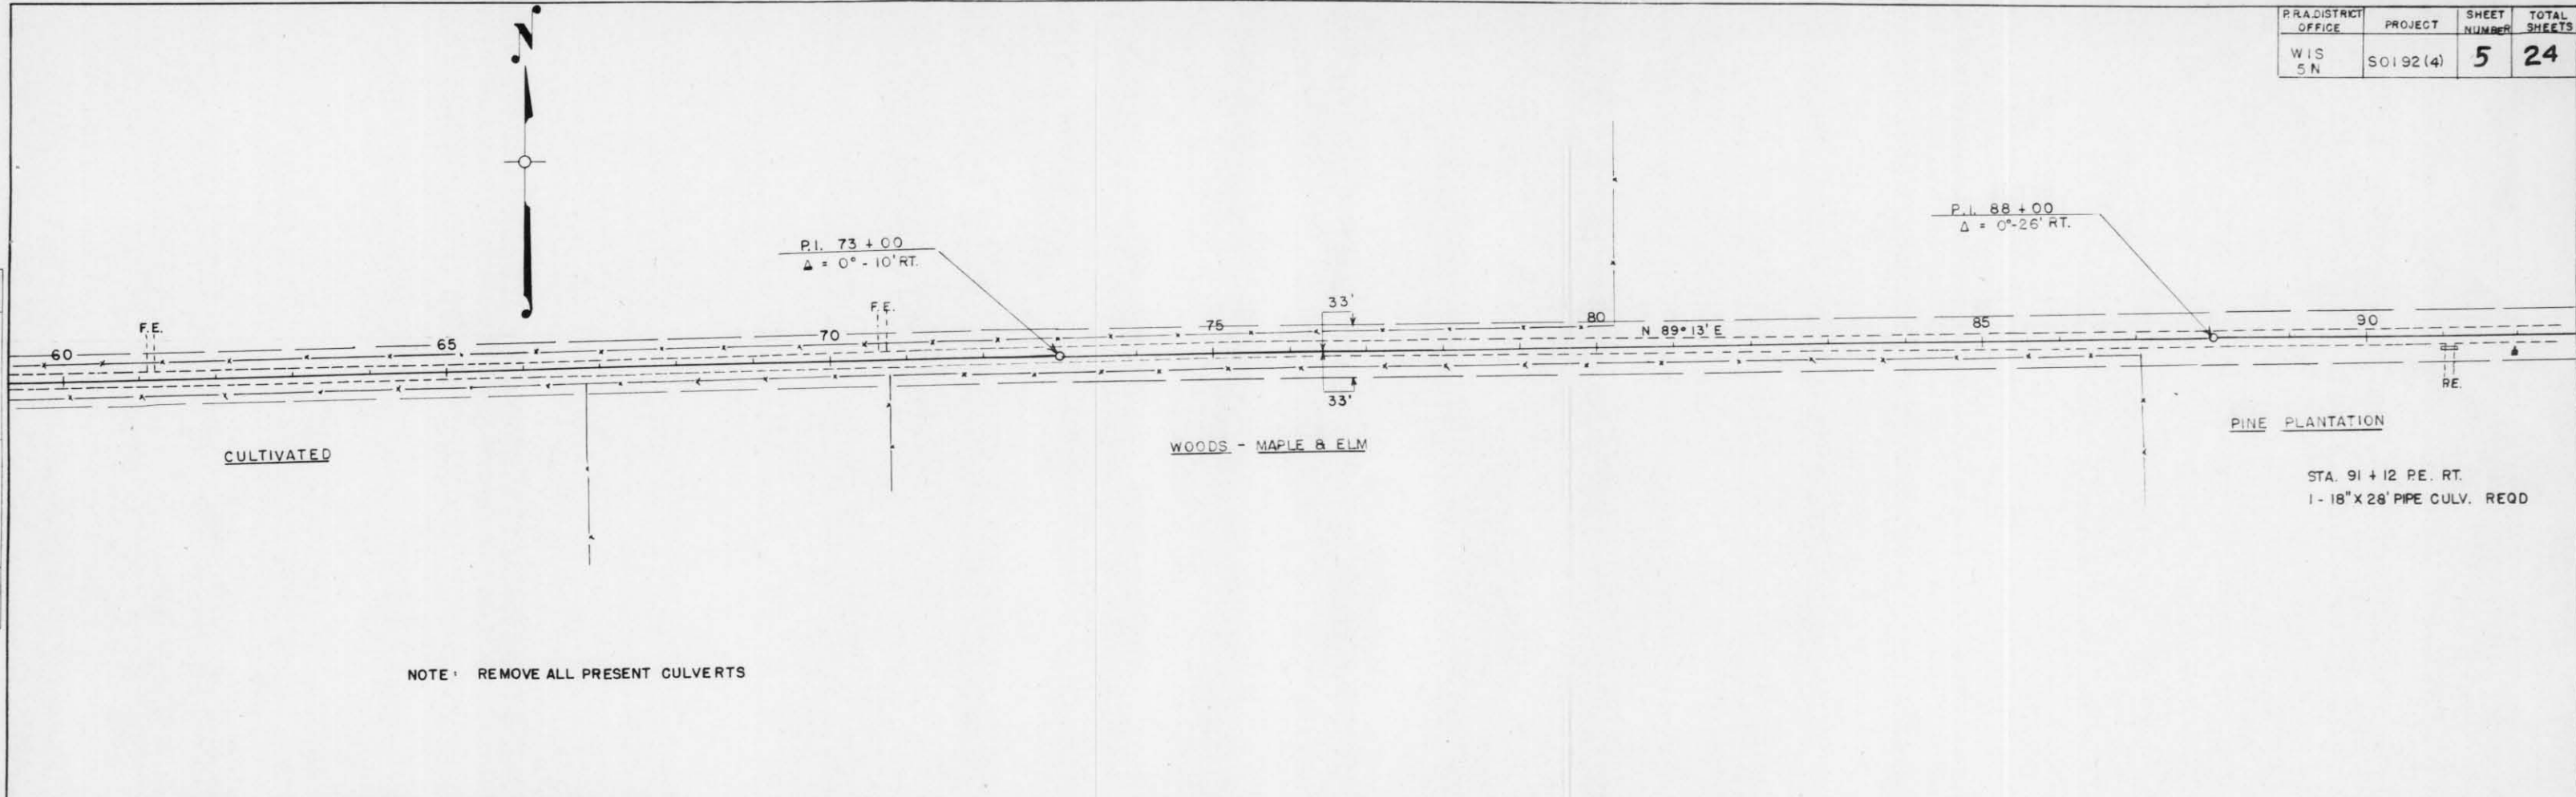 P.R.A. DISTRICT OFFICE PROJECT SHEET NUMBER TOTAL SHEETS
WIS 5 N S0192(4) 5 24
N
P.I. 88 + 00
Δ = 0°-26' RT.
P.I. 73 + 00
Δ = 0° - 10' RT.
33'
F.E.
F.E.
60 65 70 75 80 85 90
N 89° 13' E
33'
P.E.
CULTIVATED
WOODS - MAPLE & ELM
PINE PLANTATION
STA. 91 + 12 P.E. RT.
1 - 18" X 28' PIPE CULV. REQD
NOTE: REMOVE ALL PRESENT CULVERTS